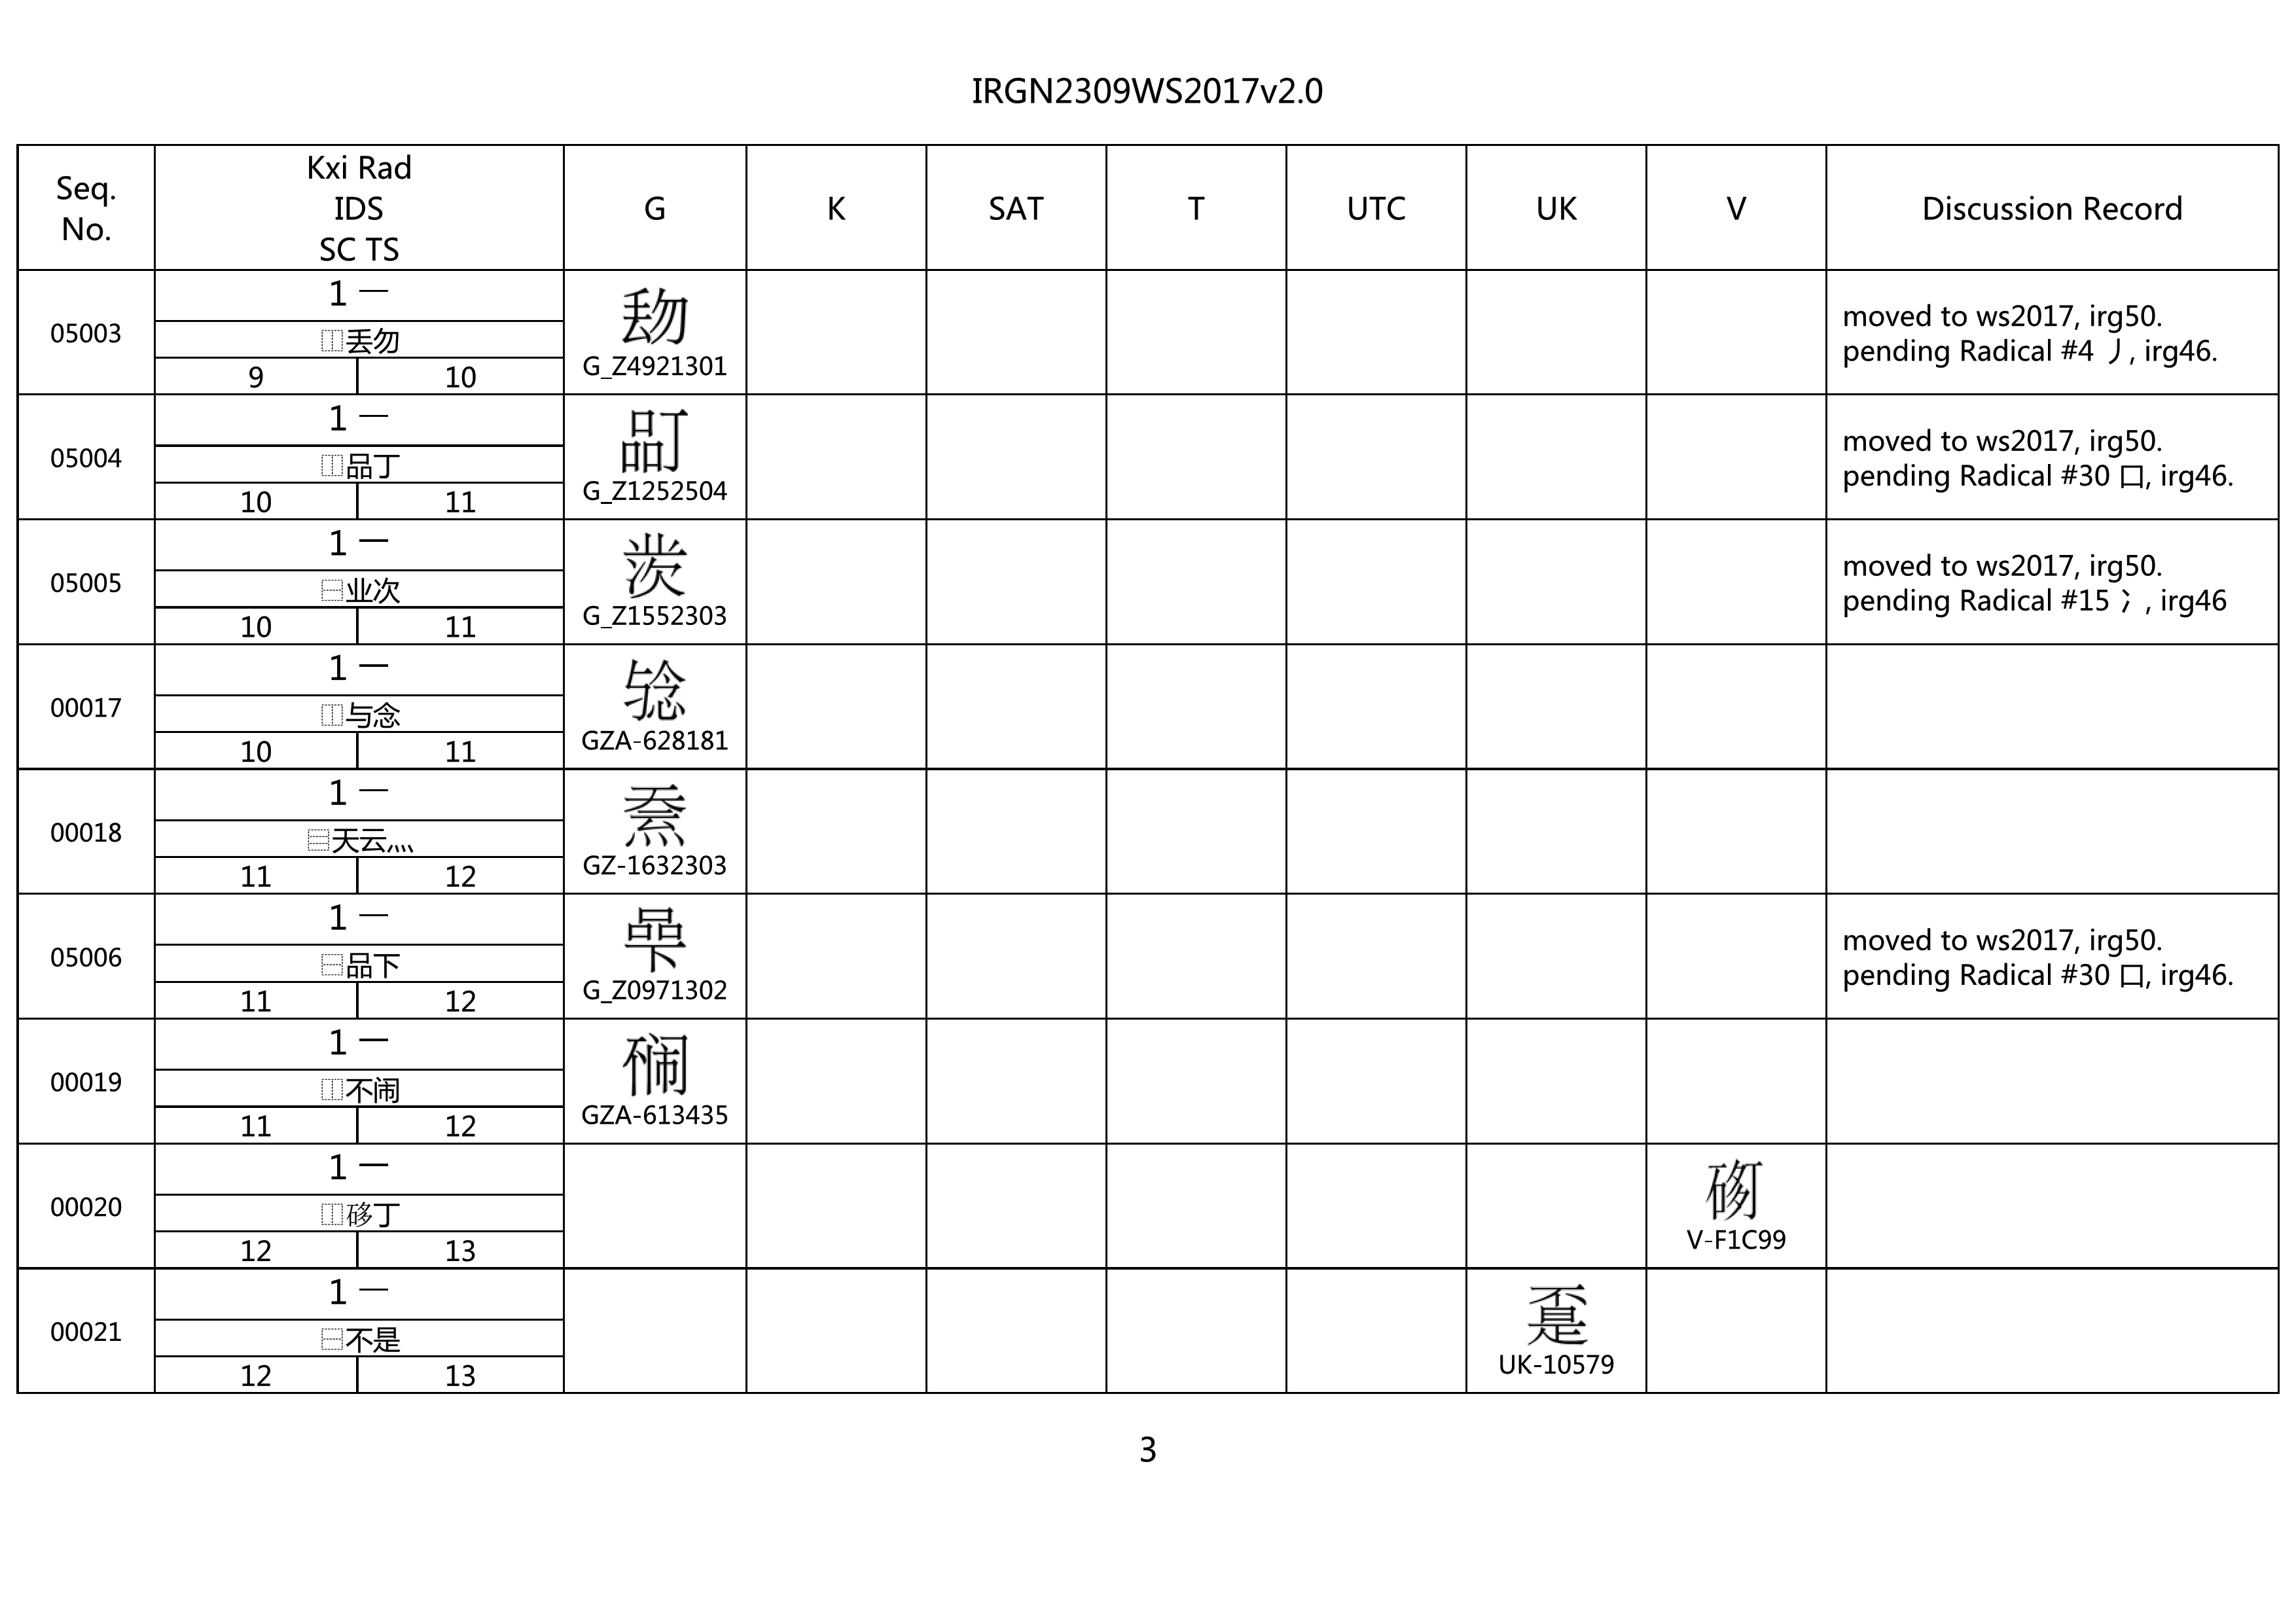 IRGN2309WS2017v2.0
Seq.
No.
Kxi Rad
IDS
SC TS
G
K
SAT
T
UTC
UK
V
Discussion Record
05003
1 一
⿰丢勿
9
10
G_Z4921301
moved to ws2017, irg50.
pending Radical #4 丿, irg46.
05004
1 一
⿰品丁
10
11
G_Z1252504
moved to ws2017, irg50.
pending Radical #30 口, irg46.
05005
1 一
⿱业次
10
11
G_Z1552303
moved to ws2017, irg50.
pending Radical #15 冫, irg46
00017
1 一
⿰与念
10
11
GZA-628181
00018
1 一
⿳天云灬
11
12
GZ-1632303
05006
1 一
⿱品下
11
12
G_Z0971302
moved to ws2017, irg50.
pending Radical #30 口, irg46.
00019
1 一
⿰不闹
11
12
GZA-613435
00020
1 一
⿰硳丁
12
13
V-F1C99
00021
1 一
⿱不是
12
13
UK-10579
3